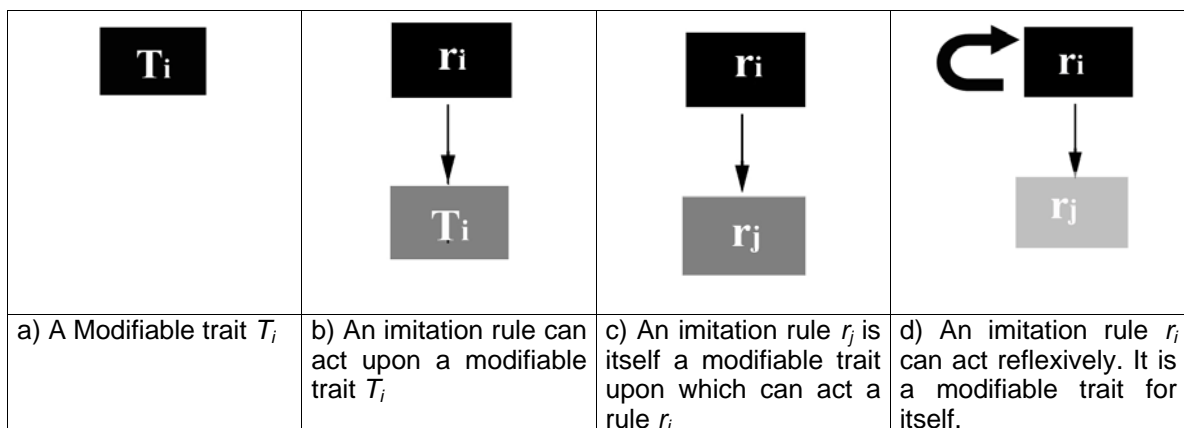 Ti
ri
Ti
ri
rj
ri
rj
a) A Modifiable trait Ti
b) An imitation rule can
act upon a modifiable
trait Ti
c) An imitation rule rj is
itself a modifiable trait
upon which can act a
rule ri
d) An imitation rule ri
can act reflexively. It is
a modifiable trait for
itself.